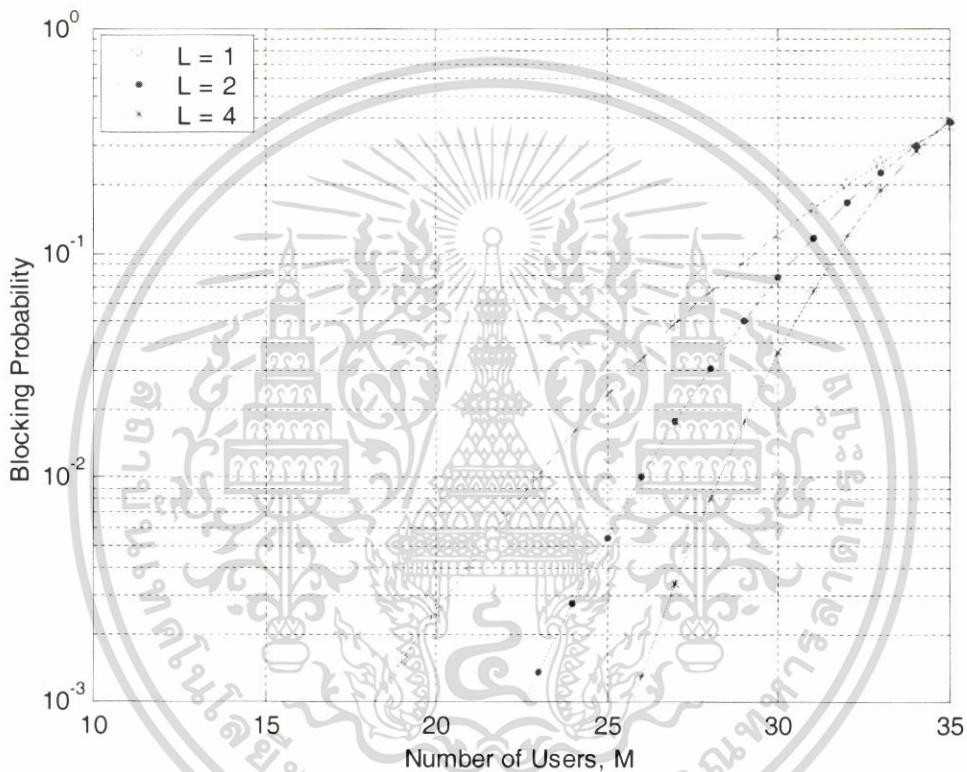 10^0
L = 1
L = 2
L = 4
10^-1
Blocking Probability
10^-2
10^-3
10 15 20 25 30 35
Number of Users, M